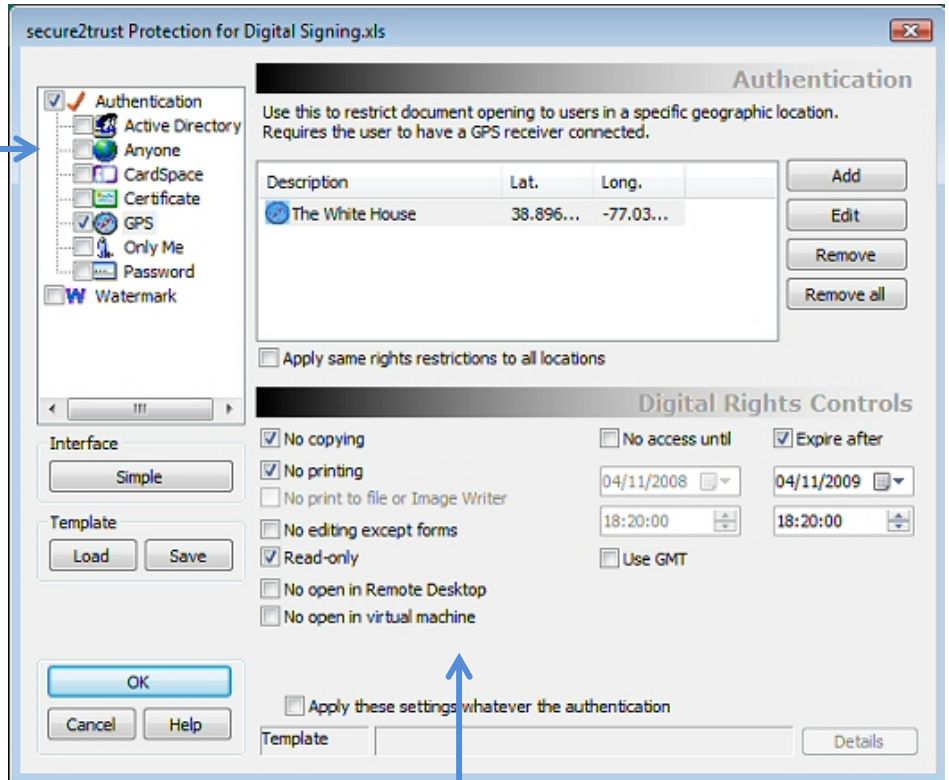 secure2trust Protection for Digital Signing.xls
Authentication
Active Directory
Anyone
CardSpace
Certificate
GPS
Only Me
Password
Watermark
Interface
Simple
Template
Load Save
OK
Cancel Help
Authentication
Use this to restrict document opening to users in a specific geographic location.
Requires the user to have a GPS receiver connected.
Description Lat. Long.
The White House 38.896... -77.03...
Add
Edit
Remove
Remove all
Apply same rights restrictions to all locations
Digital Rights Controls
No copying
No printing
No print to file or Image Writer
No editing except forms
Read-only
No open in Remote Desktop
No open in virtual machine
No access until
04/11/2008
18:20:00
Use GMT
Expire after
04/11/2009
18:20:00
Apply these settings whatever the authentication
Template
Details